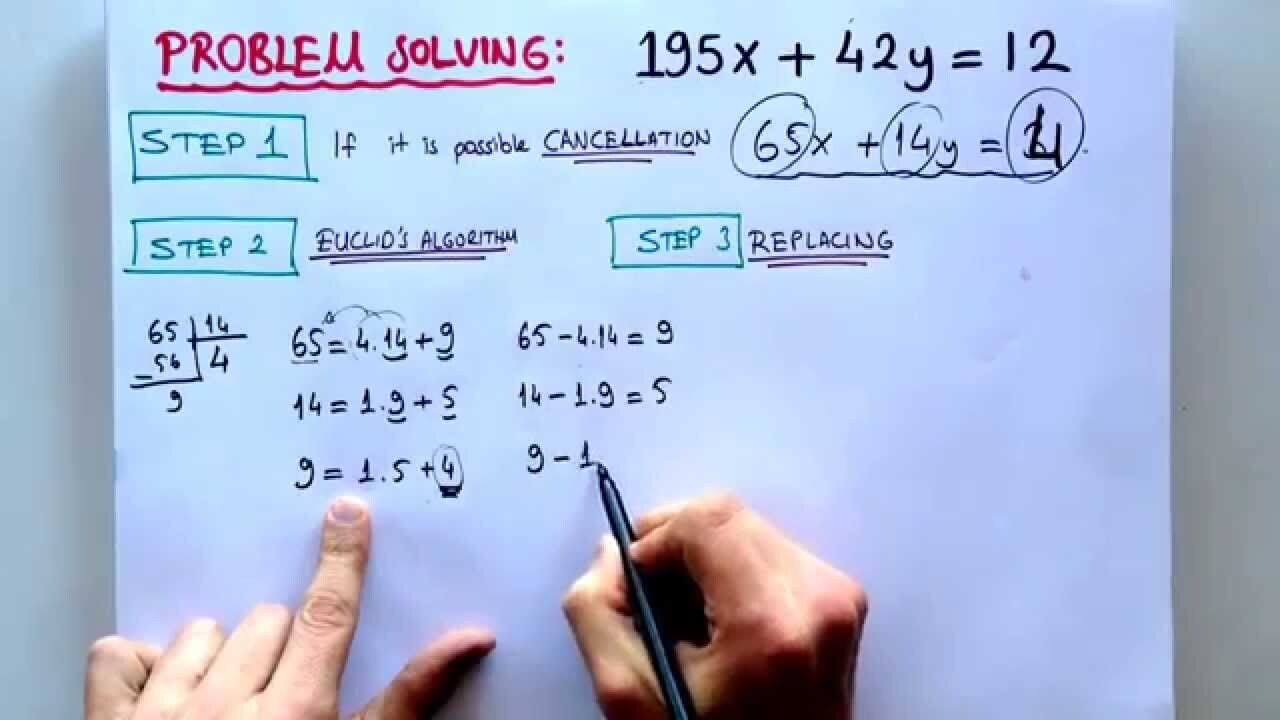 PROBLEM SOLVING: 195x + 42y = 12
STEP 1 If it is possible CANCELLATION 65x + 14y = 4.
STEP 2 EUCLID'S ALGORITHM
STEP 3 REPLACING
65 14
56 4
- 9
65 = 4.14 + 9
14 = 1.9 + 5
9 = 1.5 + 4
65 - 4.14 = 9
14 - 1.9 = 5
9 - 1